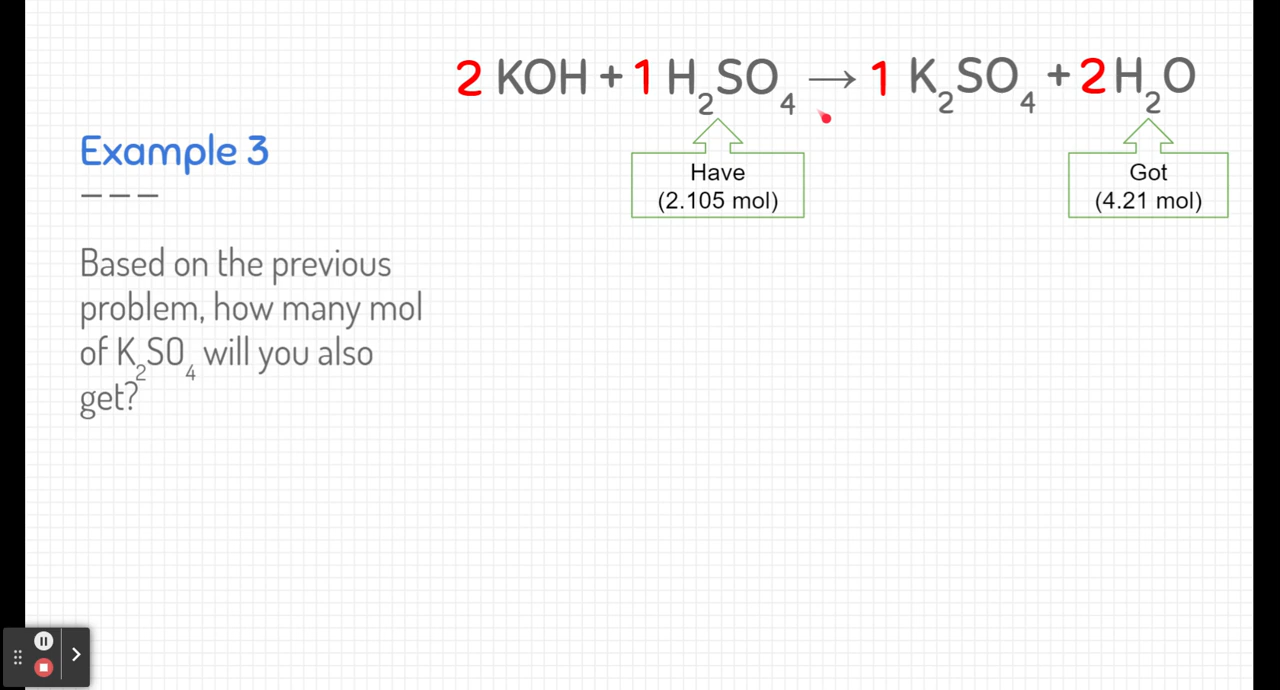 2 KOH + 1 H₂SO₄ → 1 K₂SO₄ + 2 H₂O
Example 3
Have
(2.105 mol)
Got
(4.21 mol)
Based on the previous
problem, how many mol
of K₂SO₄ will you also
get?